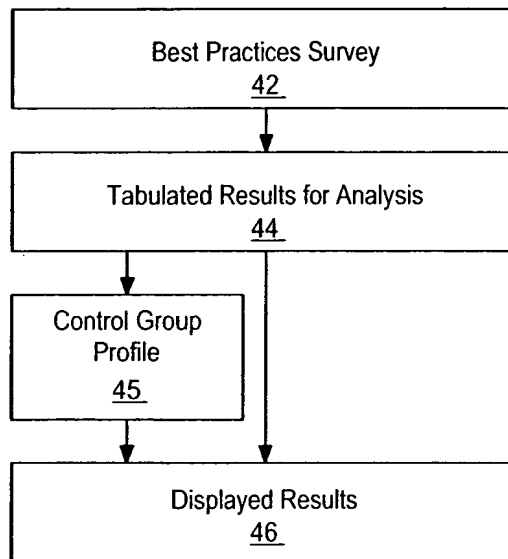 Best Practices Survey
42
Tabulated Results for Analysis
44
Control Group
Profile
45
Displayed Results
46